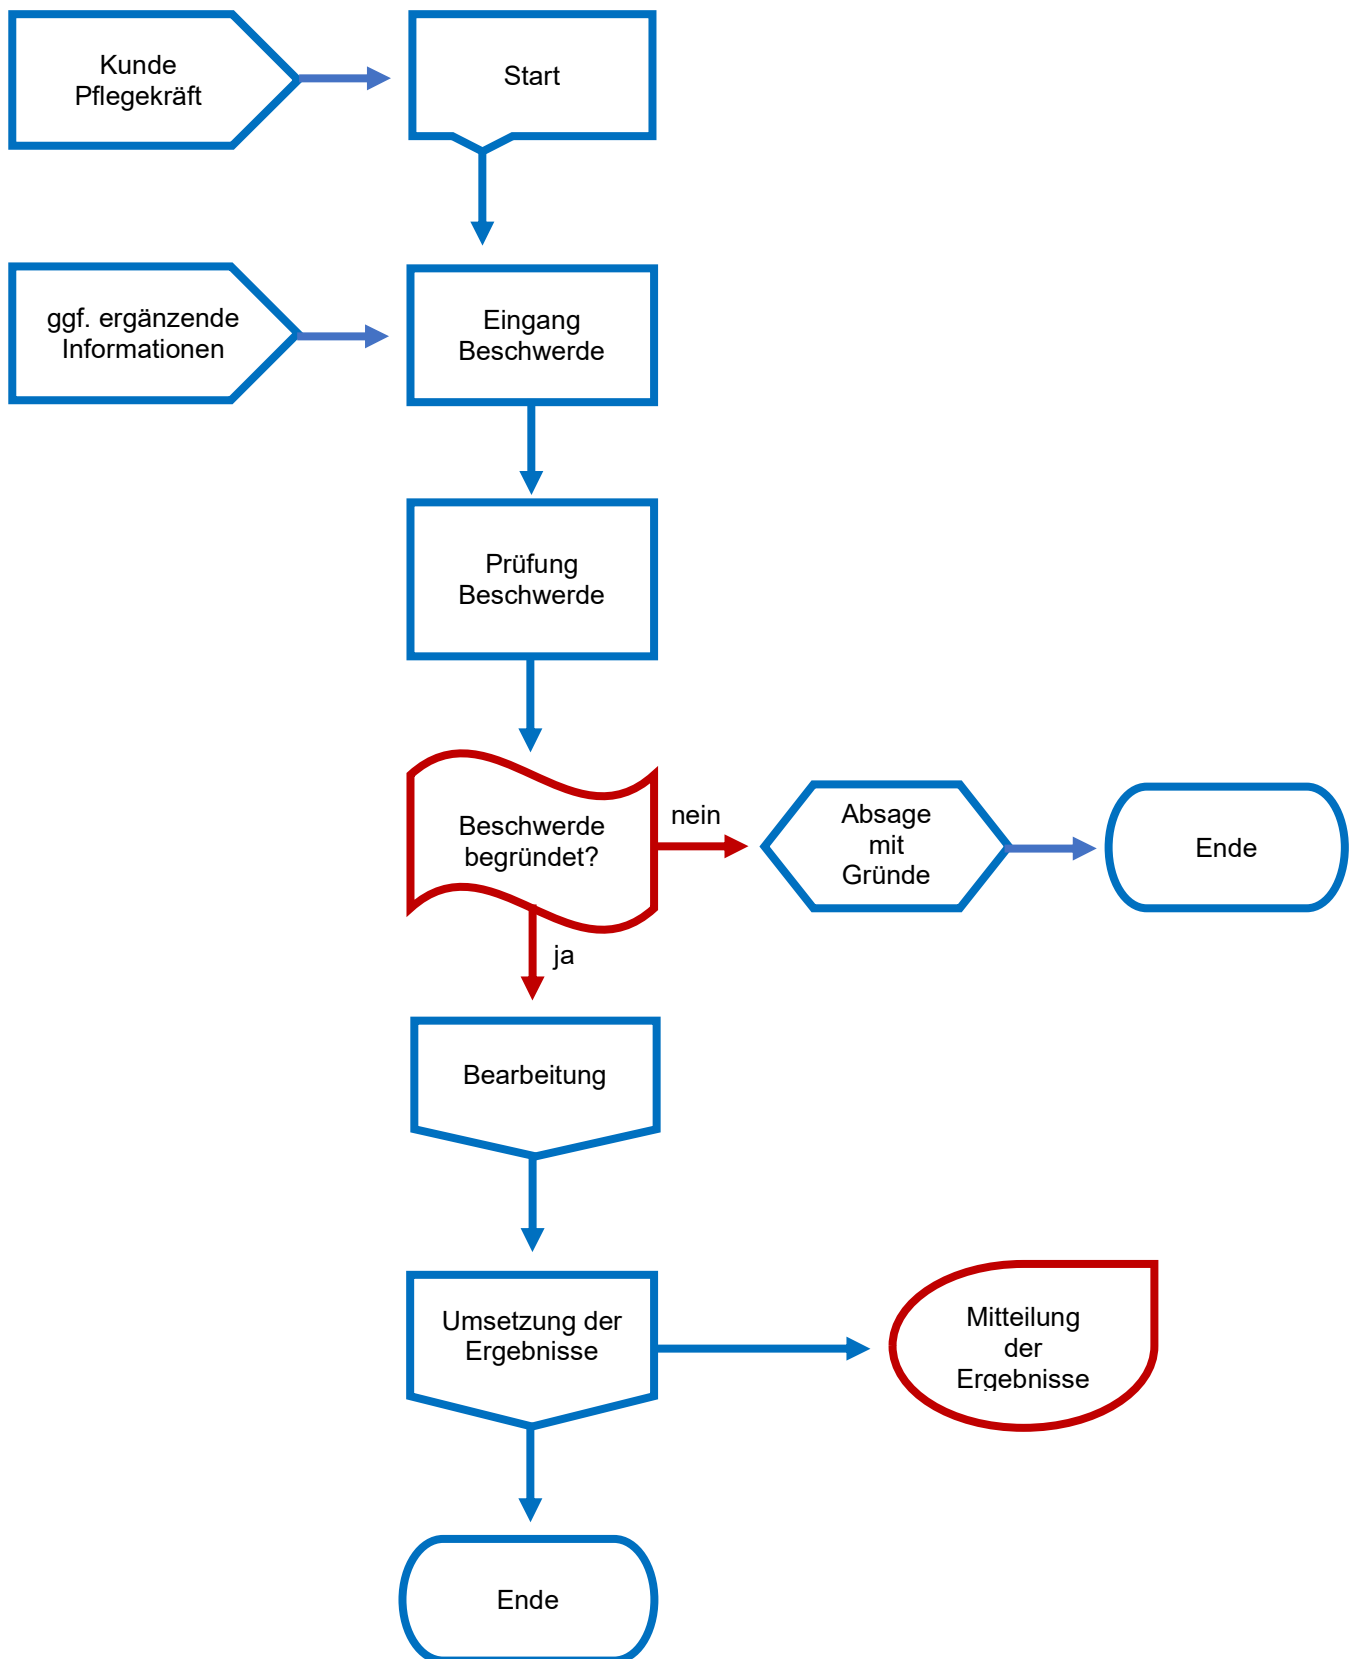 Kunde
Pflegekräft
Start
ggf. ergänzende
Informationen
Eingang
Beschwerde
Prüfung
Beschwerde
Beschwerde
begründet?
nein
Absage
mit
Gründe
Ende
ja
Bearbeitung
Umsetzung der
Ergebnisse
Mitteilung
der
Ergebnisse
Ende